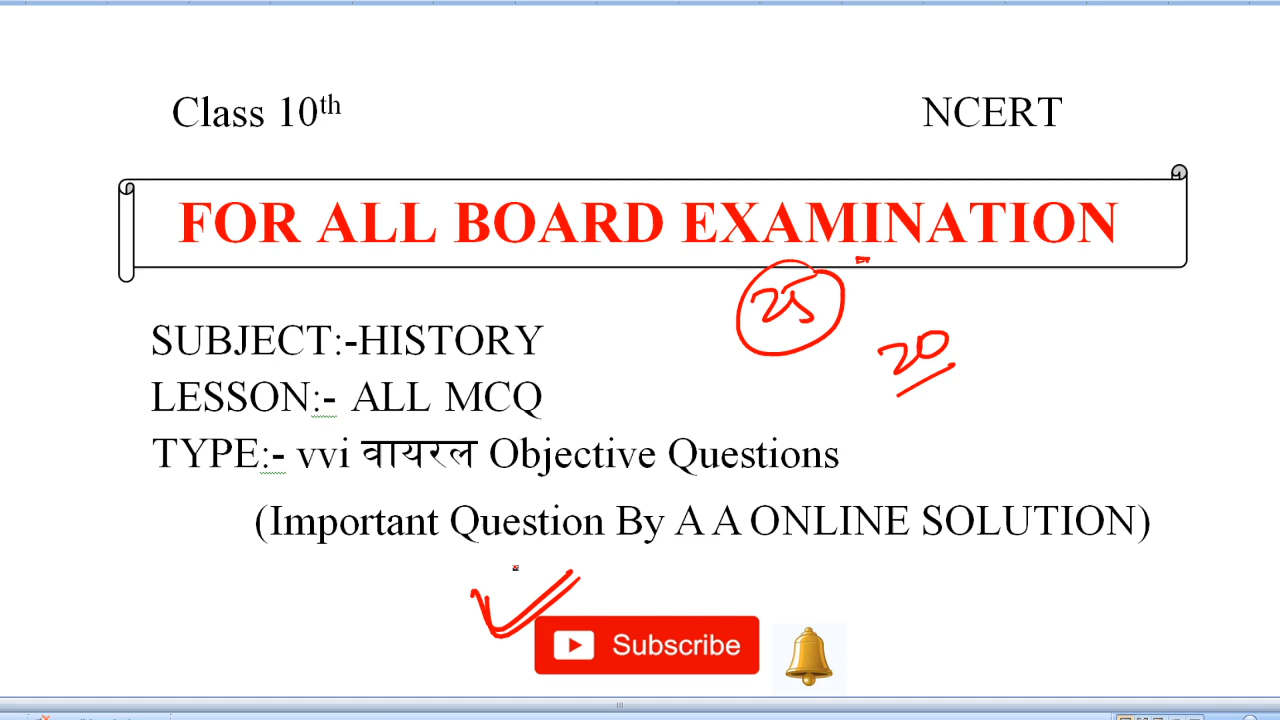 Class 10th NCERT
FOR ALL BOARD EXAMINATION
25
20
SUBJECT:-HISTORY
LESSON:- ALL MCQ
TYPE:- vvi वायरल Objective Questions
(Important Question By A A ONLINE SOLUTION)
Subscribe